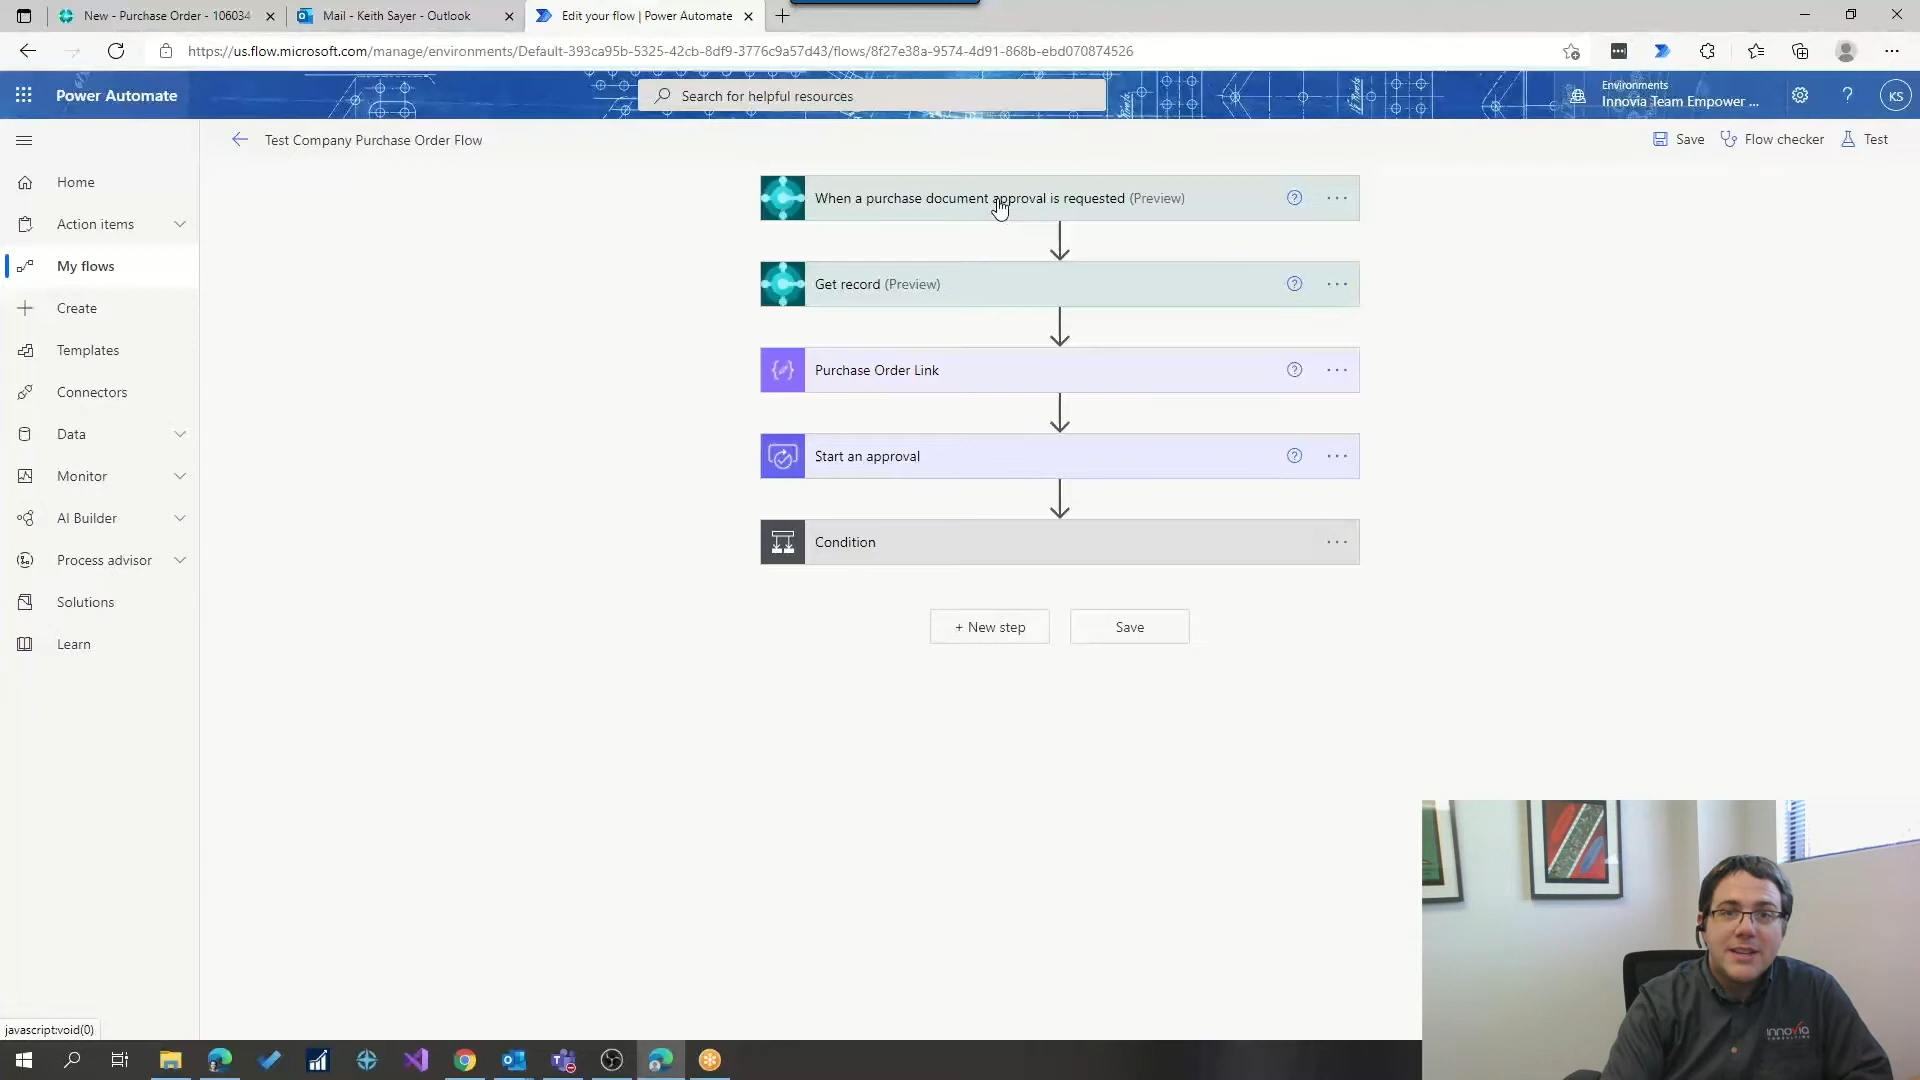 New - Purchase Order - 106034
Mail - Keith Sayer - Outlook
Edit your flow | Power Automate
https://us.flow.microsoft.com/manage/environments/Default-393ca95b-5325-42cb-8df9-3776c9a57d43/flows/8f27e38a-9574-4d91-868b-ebd070874526
Power Automate
Search for helpful resources
Environments
Innovia Team Empower ...
?
KS
Test Company Purchase Order Flow
Save
Flow checker
Test
Home
Action items
My flows
Create
Templates
Connectors
Data
Monitor
AI Builder
Process advisor
Solutions
Learn
When a purchase document approval is requested (Preview)
Get record (Preview)
Purchase Order Link
Start an approval
Condition
+ New step
Save
javascript:void(0)
innovia
CONSULTING